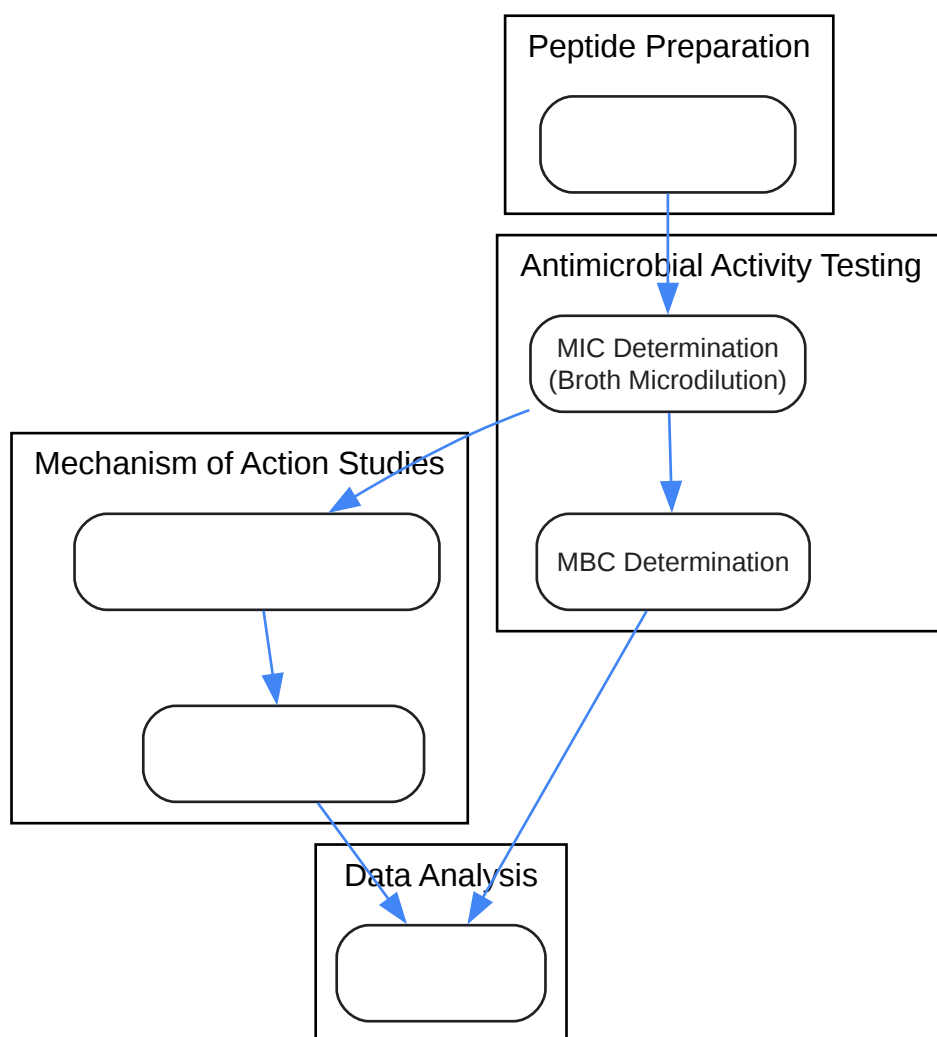 Peptide Preparation
Antimicrobial Activity Testing
MIC Determination
(Broth Microdilution)
Mechanism of Action Studies
MBC Determination
Data Analysis